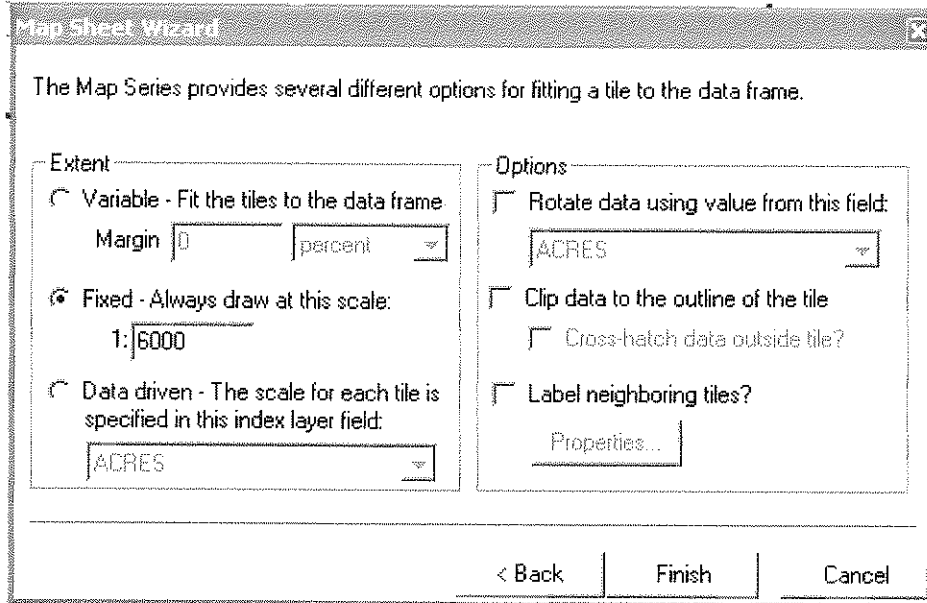 Map Sheet Wizard
The Map Series provides several different options for fitting a tile to the data frame.
Extent
Variable - Fit the tiles to the data frame
Margin 0 percent
Fixed - Always draw at this scale:
1: 6000
Data driven - The scale for each tile is
specified in this index layer field:
ACRES
Options
Rotate data using value from this field:
ACRES
Clip data to the outline of the tile
Cross-hatch data outside tile?
Label neighboring tiles?
Properties...
< Back Finish Cancel